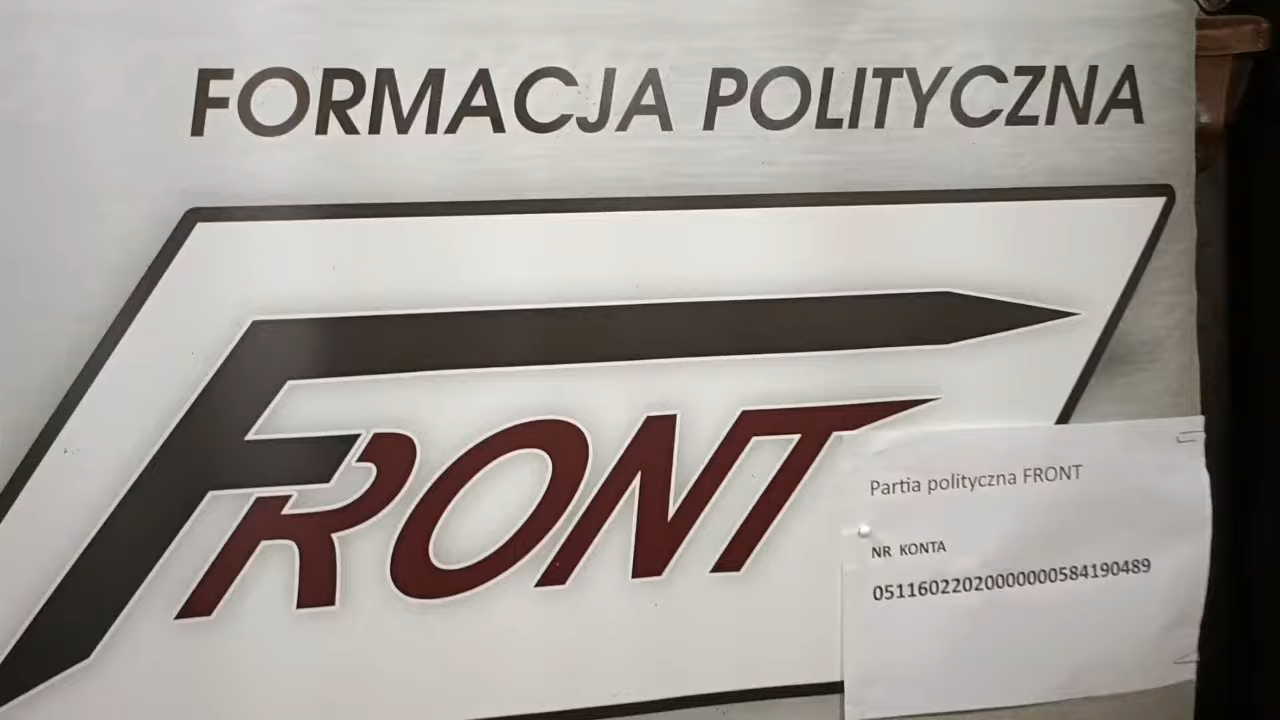 FORMACJA POLITYCZNA
FRONT
Partia polityczna FRONT
NR KONTA
05116022020000000584190489